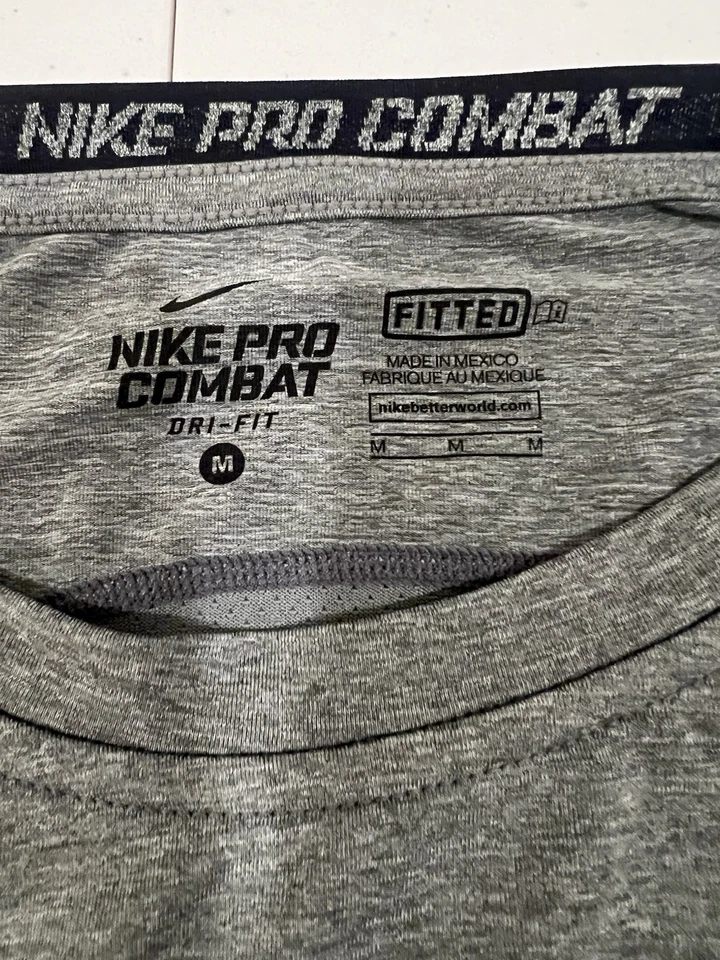 NIKE PRO COMBAT
NIKE PRO
COMBAT
DRI-FIT
M
FITTED
MADE IN MEXICO
FABRIQUE AU MEXIQUE
nikebetterworld.com
M M M